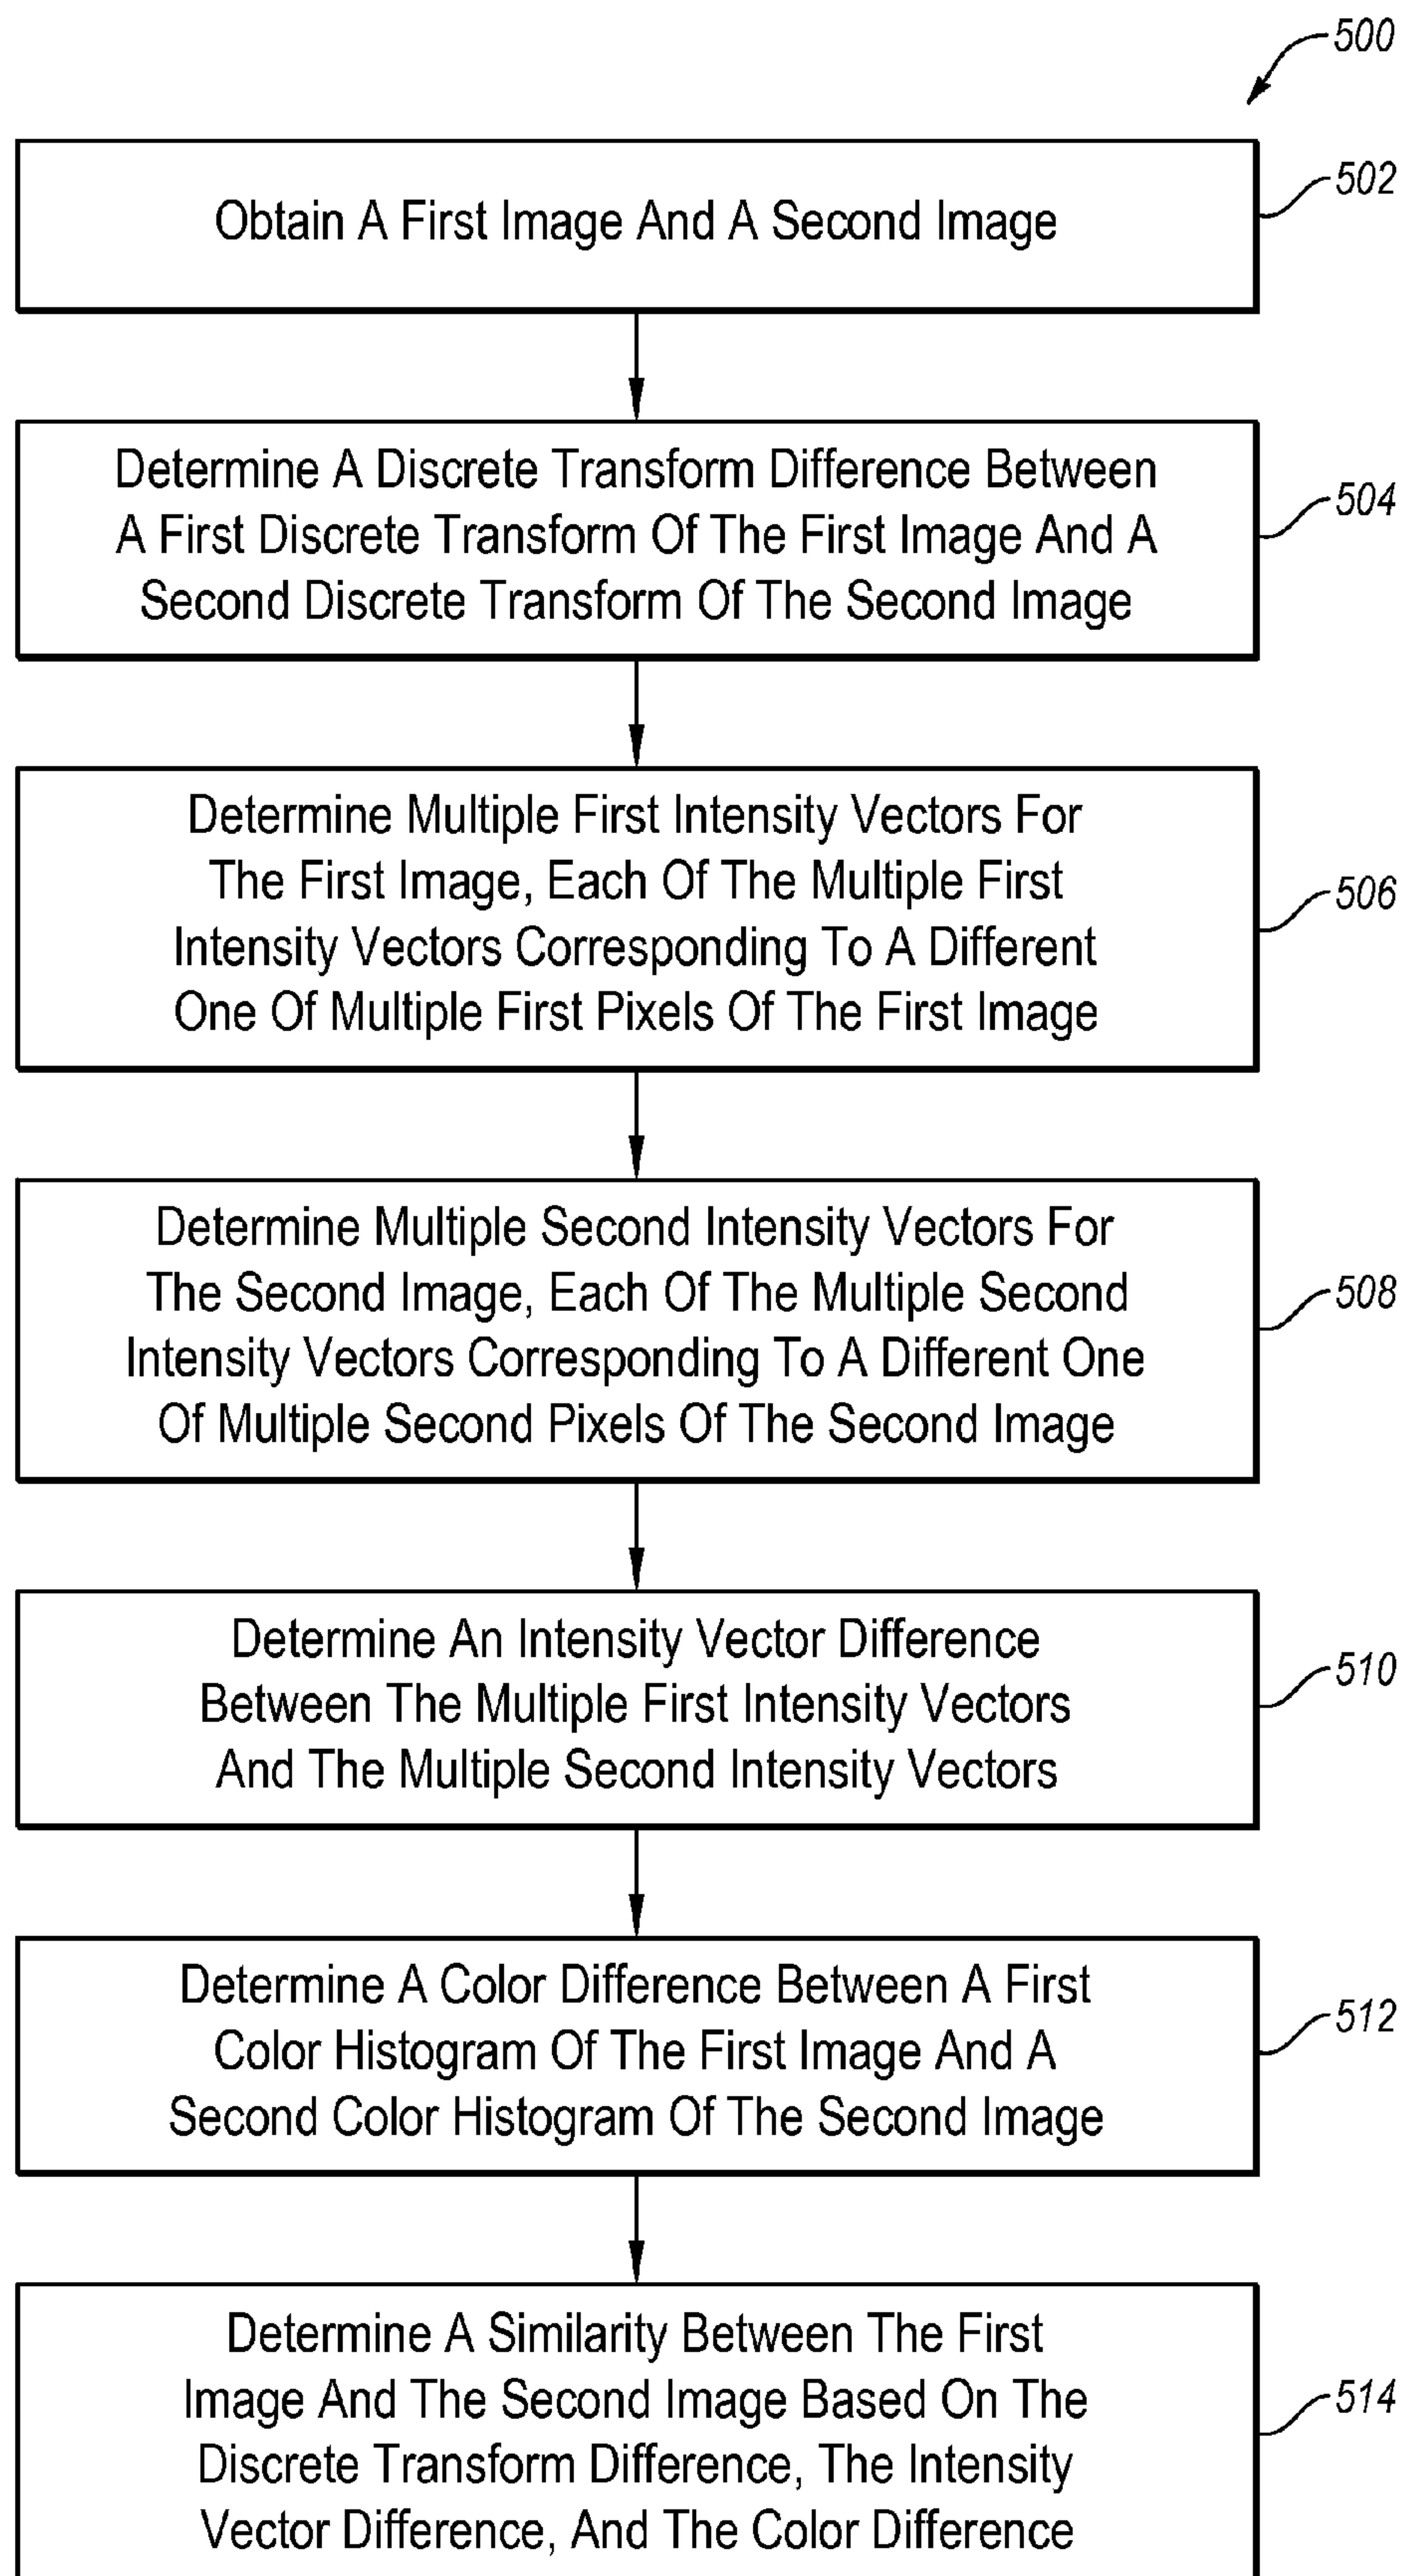 500
Obtain A First Image And A Second Image
502
Determine A Discrete Transform Difference Between
A First Discrete Transform Of The First Image And A
Second Discrete Transform Of The Second Image
504
Determine Multiple First Intensity Vectors For
The First Image, Each Of The Multiple First
Intensity Vectors Corresponding To A Different
One Of Multiple First Pixels Of The First Image
506
Determine Multiple Second Intensity Vectors For
The Second Image, Each Of The Multiple Second
Intensity Vectors Corresponding To A Different One
Of Multiple Second Pixels Of The Second Image
508
Determine An Intensity Vector Difference
Between The Multiple First Intensity Vectors
And The Multiple Second Intensity Vectors
510
Determine A Color Difference Between A First
Color Histogram Of The First Image And A
Second Color Histogram Of The Second Image
512
Determine A Similarity Between The First
Image And The Second Image Based On The
Discrete Transform Difference, The Intensity
Vector Difference, And The Color Difference
514